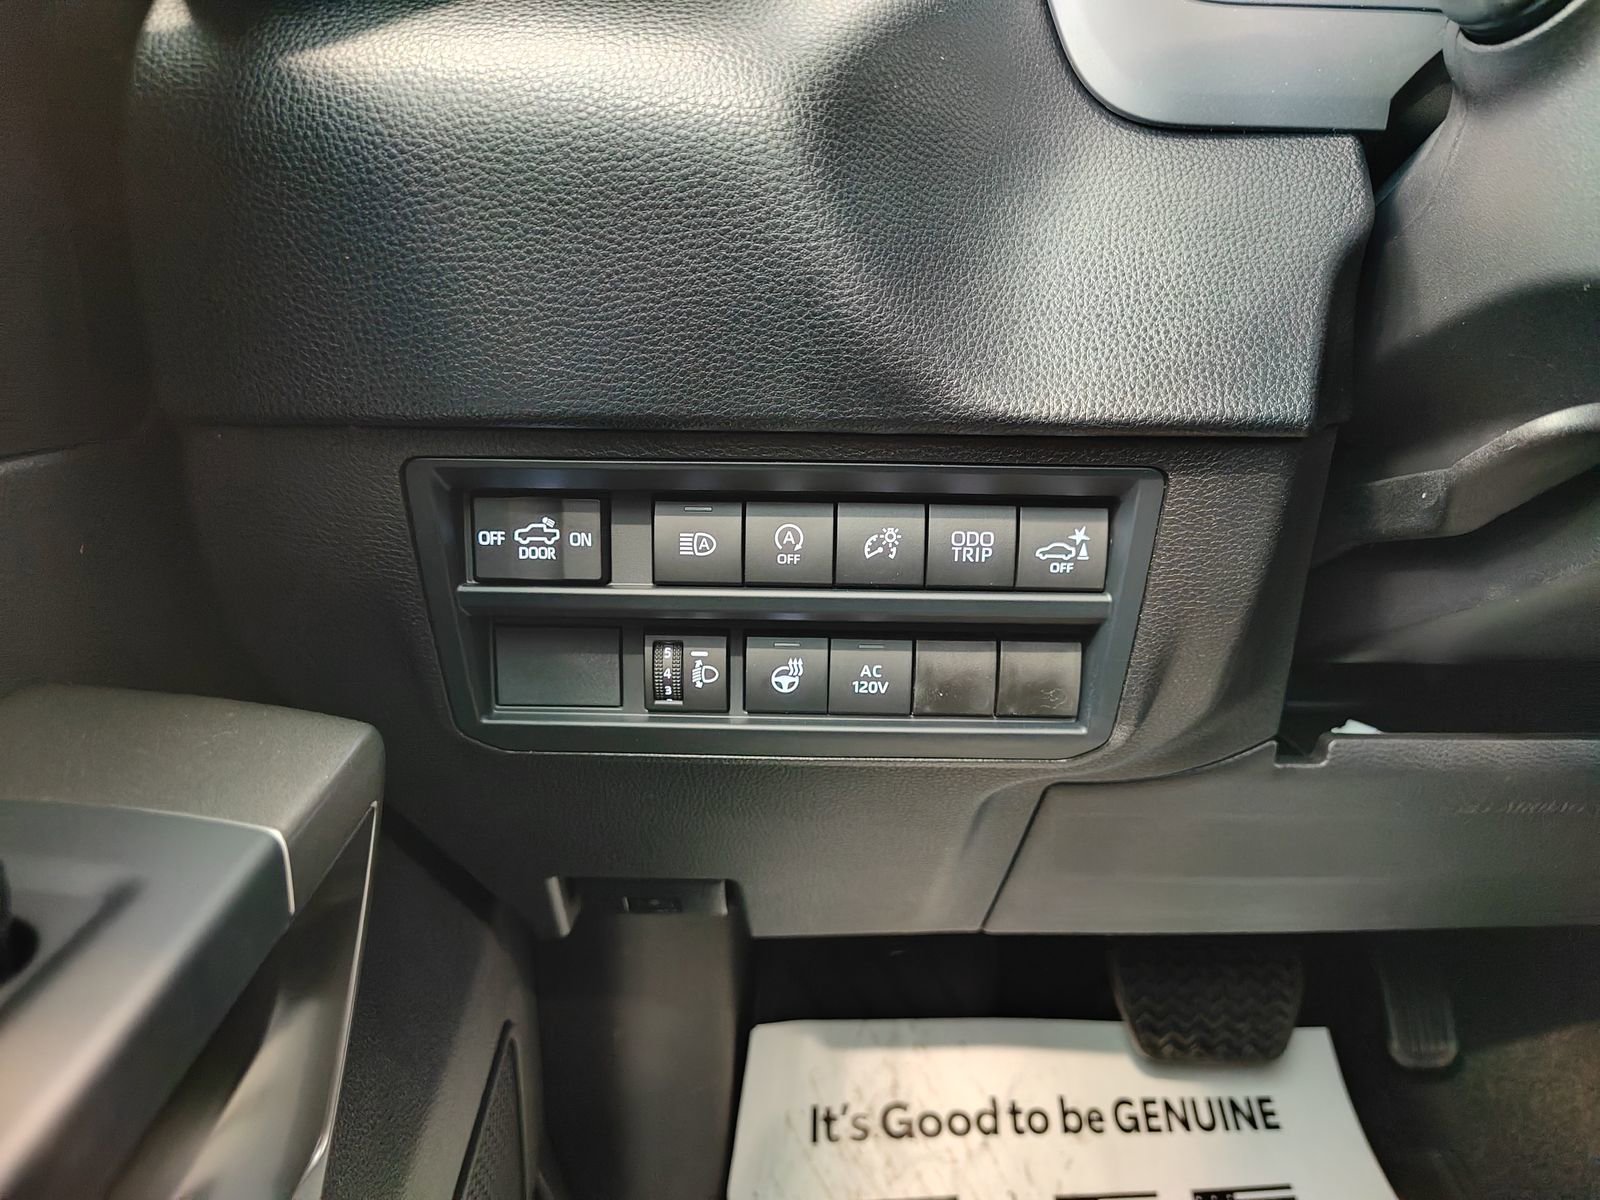 OFF DOOR ON
A
A
OFF
ODO
TRIP
OFF
5
4
3
AC
120V
It's Good to be GENUINE